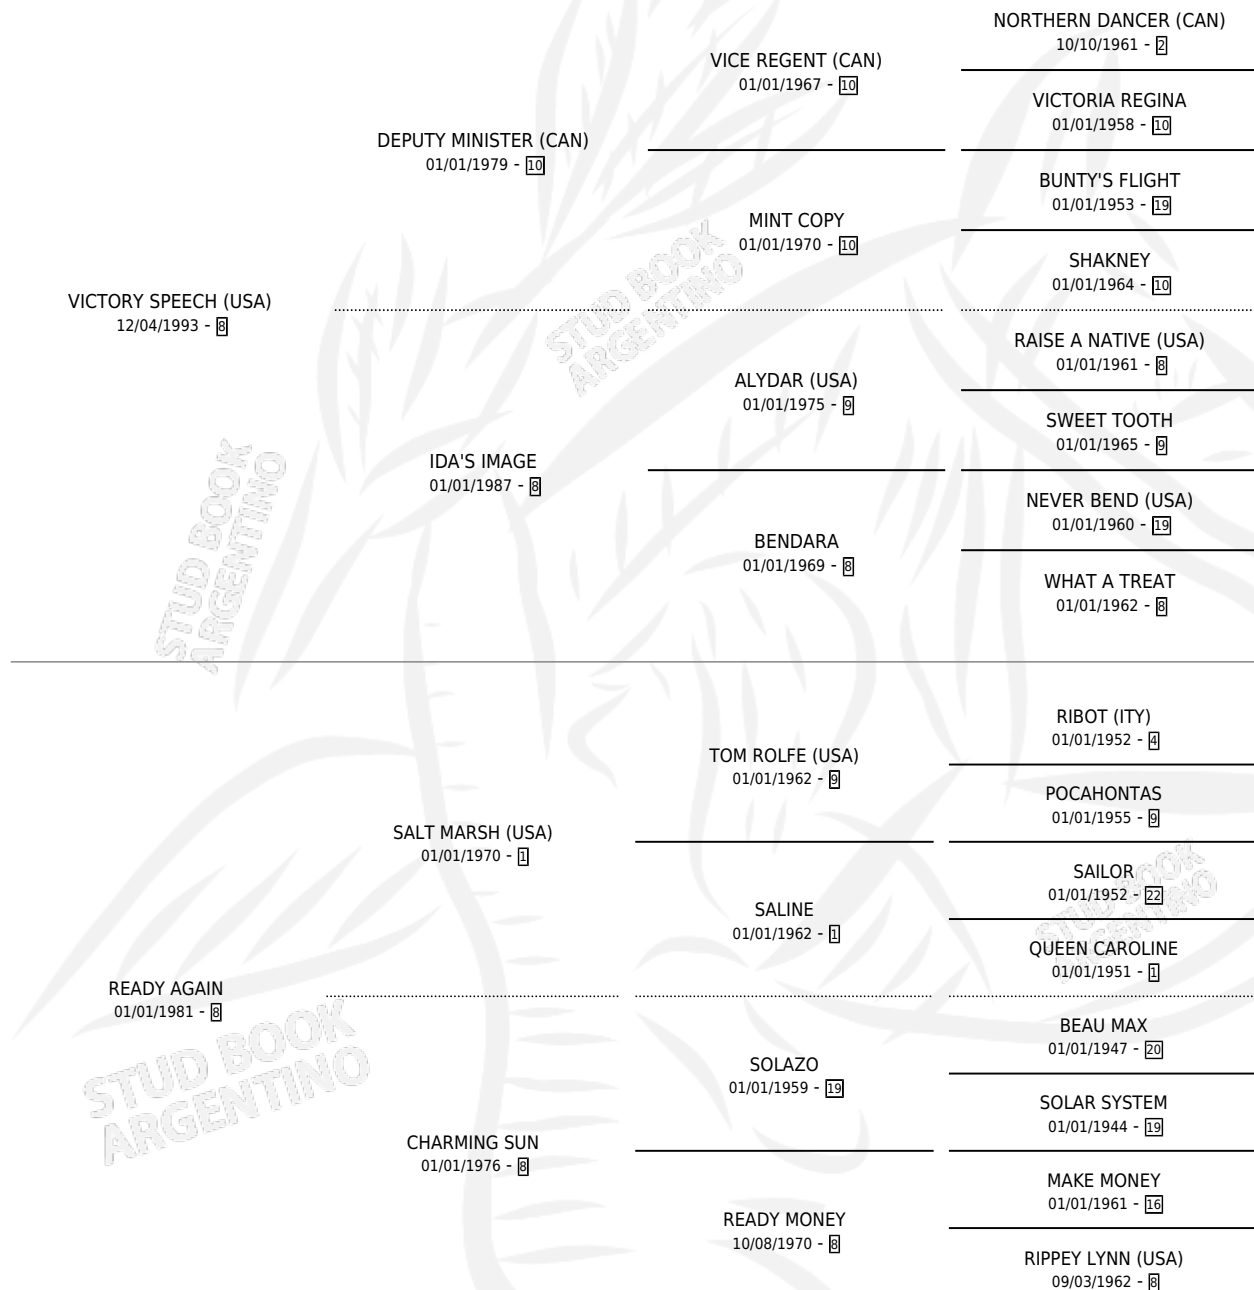 NORTHERN DANCER (CAN)
10/10/1961 - 2
VICE REGENT (CAN)
01/01/1967 - 10
VICTORIA REGINA
01/01/1958 - 10
DEPUTY MINISTER (CAN)
01/01/1979 - 10
BUNTY'S FLIGHT
01/01/1953 - 19
MINT COPY
01/01/1970 - 10
SHAKNEY
01/01/1964 - 10
VICTORY SPEECH (USA)
12/04/1993 - 8
RAISE A NATIVE (USA)
01/01/1961 - 8
ALYDAR (USA)
01/01/1975 - 9
SWEET TOOTH
01/01/1965 - 9
IDA'S IMAGE
01/01/1987 - 8
NEVER BEND (USA)
01/01/1960 - 19
BENDARA
01/01/1969 - 8
WHAT A TREAT
01/01/1962 - 8
RIBOT (ITY)
01/01/1952 - 4
TOM ROLFE (USA)
01/01/1962 - 9
POCAHONTAS
01/01/1955 - 9
SALT MARSH (USA)
01/01/1970 - 1
SAILOR
01/01/1952 - 22
SALINE
01/01/1962 - 1
QUEEN CAROLINE
01/01/1951 - 1
READY AGAIN
01/01/1981 - 8
BEAU MAX
01/01/1947 - 20
SOLAZO
01/01/1959 - 19
SOLAR SYSTEM
01/01/1944 - 19
CHARMING SUN
01/01/1976 - 8
MAKE MONEY
01/01/1961 - 16
READY MONEY
10/08/1970 - 8
RIPPEY LYNN (USA)
09/03/1962 - 8
STUD BOOK
ARGENTINO
STUD BOOK
ARGENTINO
STUD BOOK
ARGENTINO
STUD BOOK
ARGENTINO